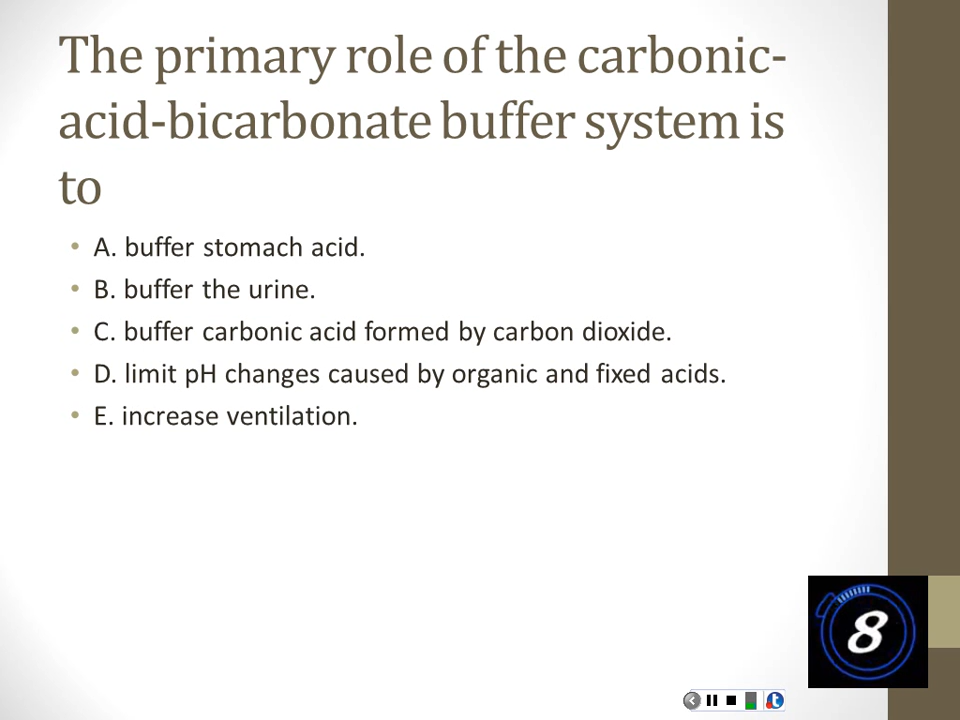 The primary role of the carbonic-
acid-bicarbonate buffer system is
to
• A. buffer stomach acid.
• B. buffer the urine.
• C. buffer carbonic acid formed by carbon dioxide.
• D. limit pH changes caused by organic and fixed acids.
• E. increase ventilation.
8
t